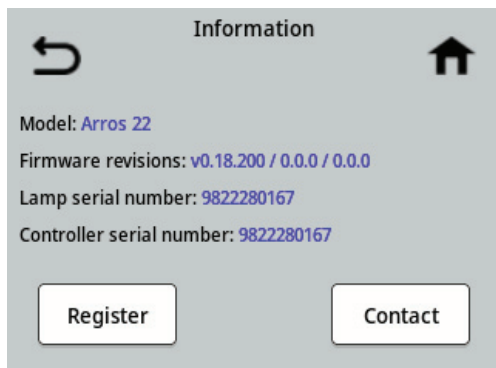 Information
Model: Arros 22
Firmware revisions: v0.18.200 / 0.0.0 / 0.0.0
Lamp serial number: 9822280167
Controller serial number: 9822280167
Register
Contact